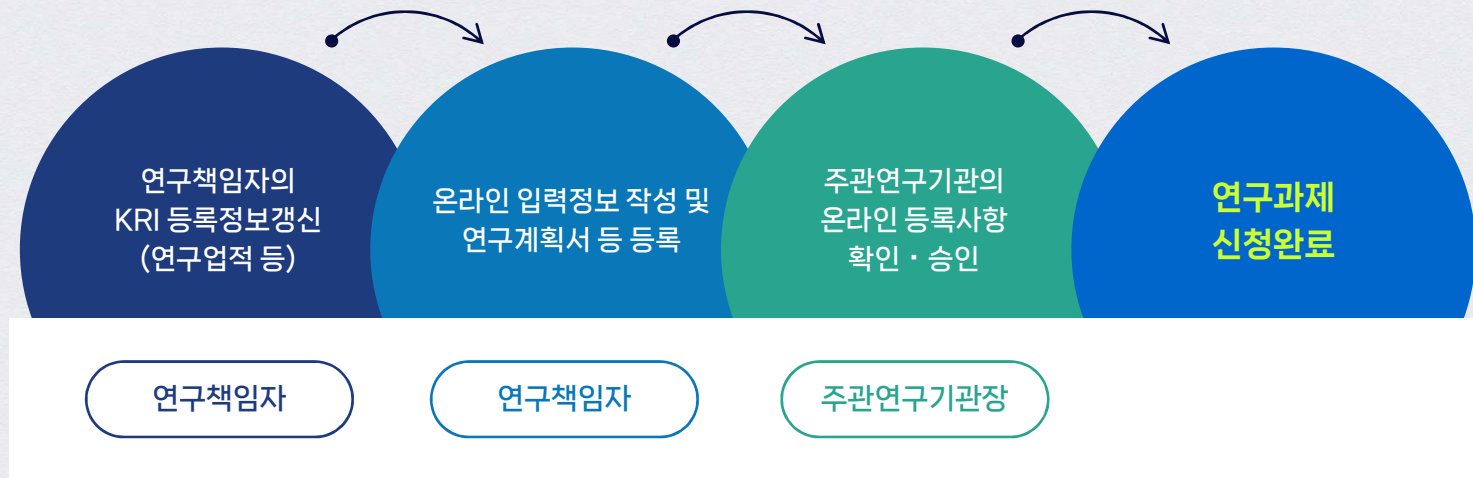 연구책임자의
KRI 등록정보갱신
(연구업적 등)
온라인 입력정보 작성 및
연구계획서 등 등록
주관연구기관의
온라인 등록사항
확인 · 승인
연구과제
신청완료
연구책임자
연구책임자
주관연구기관장